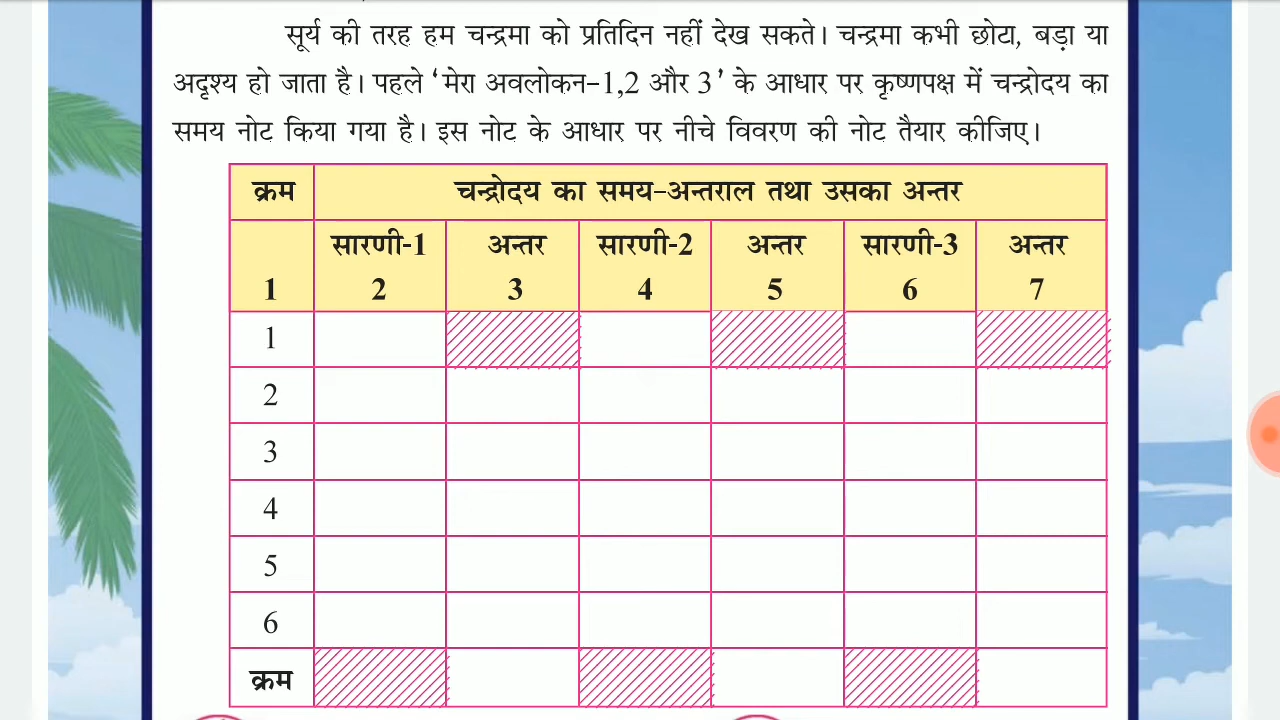 सूर्य की तरह हम चन्द्रमा को प्रतिदिन नहीं देख सकते। चन्द्रमा कभी छोटा, बड़ा या
अदृश्य हो जाता है। पहले ‘मेरा अवलोकन-1,2 और 3’ के आधार पर कृष्णपक्ष में चन्द्रोदय का
समय नोट किया गया है। इस नोट के आधार पर नीचे विवरण की नोट तैयार कीजिए।
क्रम चन्द्रोदय का समय-अन्तराल तथा उसका अन्तर
सारणी-1 अन्तर सारणी-2 अन्तर सारणी-3 अन्तर
1 2 3 4 5 6 7
1
2
3
4
5
6
क्रम